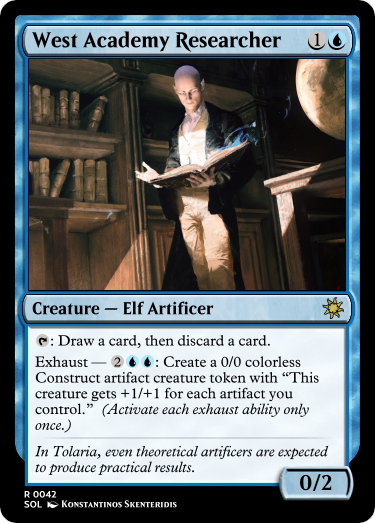 West Academy Researcher 1
Creature — Elf Artificer
: Draw a card, then discard a card.
Exhaust — 2: Create a 0/0 colorless
Construct artifact creature token with “This
creature gets +1/+1 for each artifact you
control.” (Activate each exhaust ability only
once.)
In Tolaria, even theoretical artificers are expected
to produce practical results.
0/2
R 0042
SOL Konstantinos Skenteridis